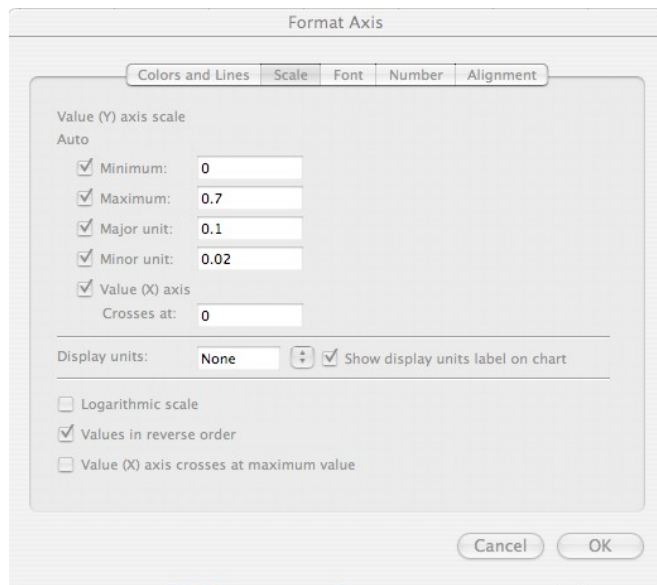 Format Axis
Colors and Lines Scale Font Number Alignment
Value (Y) axis scale
Auto
Minimum: 0
Maximum: 0.7
Major unit: 0.1
Minor unit: 0.02
Value (X) axis
Crosses at: 0
Display units: None Show display units label on chart
Logarithmic scale
Values in reverse order
Value (X) axis crosses at maximum value
Cancel OK